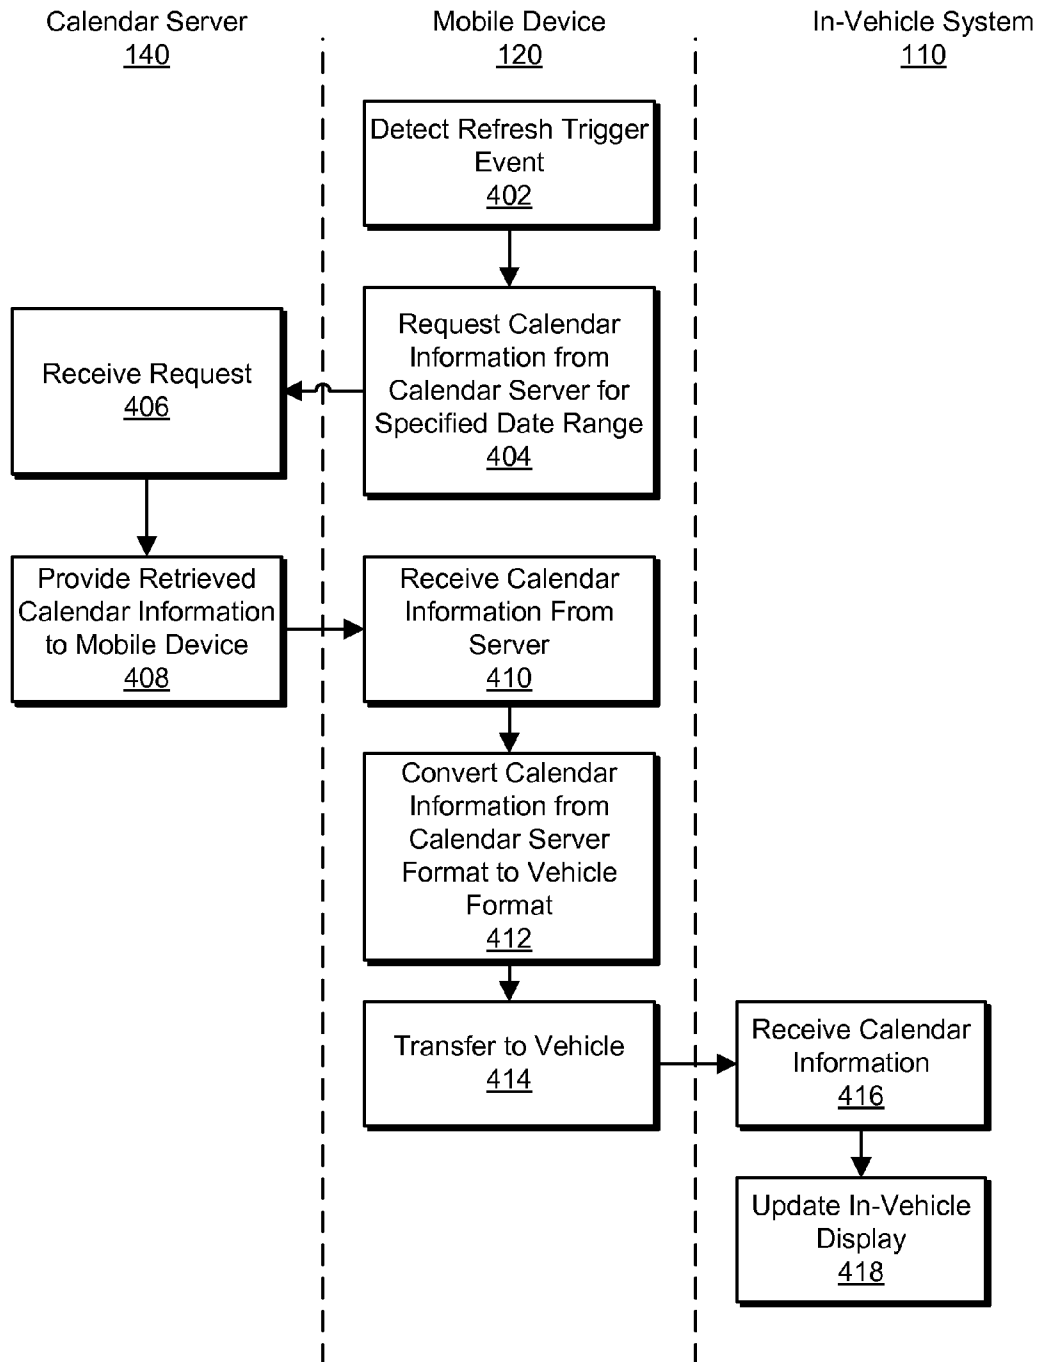 Calendar Server
140
Mobile Device
120
In-Vehicle System
110
Detect Refresh Trigger
Event
402
Request Calendar
Information from
Calendar Server for
Specified Date Range
404
Receive Request
406
Provide Retrieved
Calendar Information
to Mobile Device
408
Receive Calendar
Information From
Server
410
Convert Calendar
Information from
Calendar Server
Format to Vehicle
Format
412
Transfer to Vehicle
414
Receive Calendar
Information
416
Update In-Vehicle
Display
418